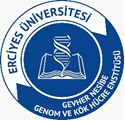 ERCİYES ÜNİVERSİTESİ
GEVHER NESİBE
GENOM VE KÖK HÜCRE ENSTİTÜSÜ